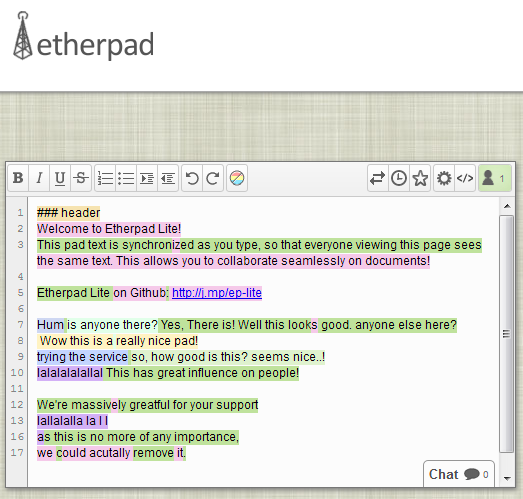 etherpad
B I U S 1
1 ### header
2 Welcome to Etherpad Lite!
3 This pad text is synchronized as you type, so that everyone viewing this page sees
the same text. This allows you to collaborate seamlessly on documents!
4
5 Etherpad Lite on Github: http://j.mp/ep-lite
6
7 Hum is anyone there? Yes, There is! Well this looks good. anyone else here?
8 Wow this is a really nice pad!
9 trying the service so, how good is this? seems nice..!
10 lalalalalallal This has great influence on people!
11
12 We're massively greatful for your support
13 lallalalla la l l
16 as this is no more of any importance,
17 we could acutally remove it.
Chat 0